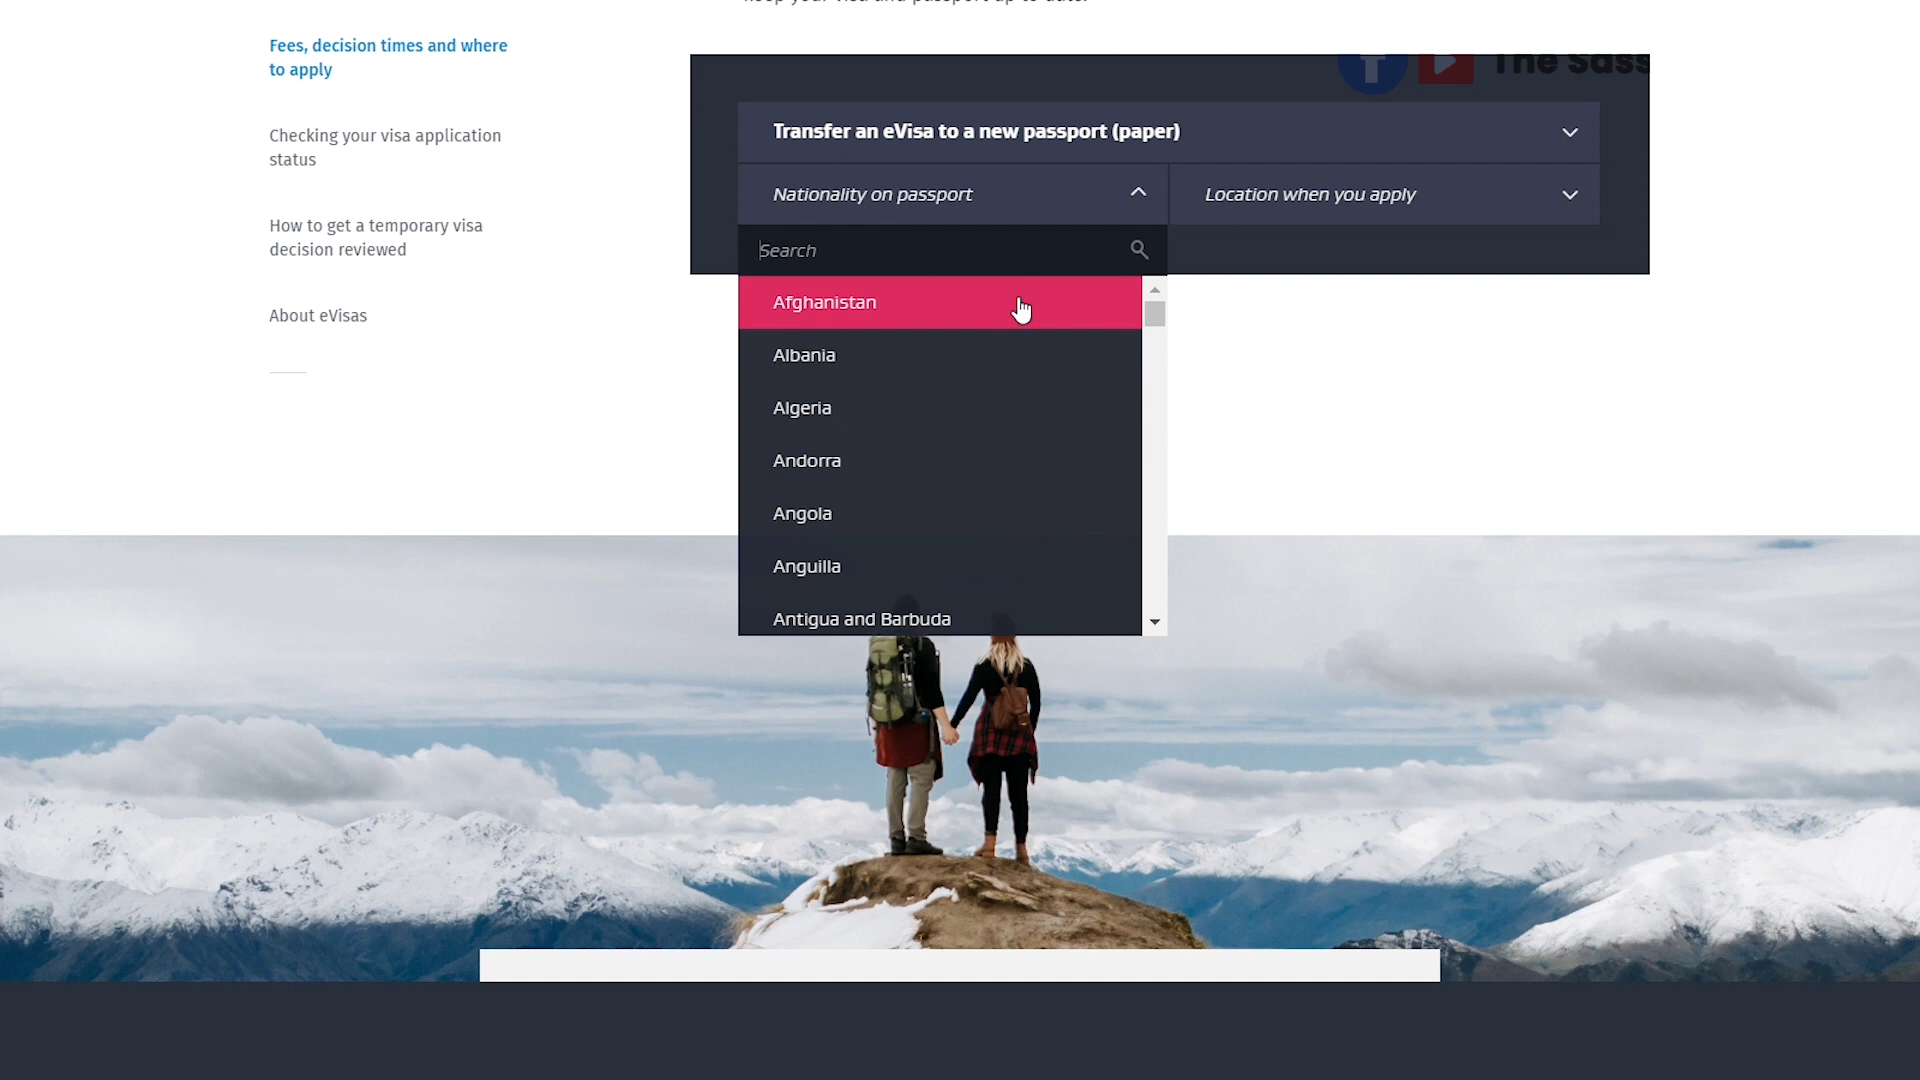 Fees, decision times and where
to apply
Checking your visa application
status
How to get a temporary visa
decision reviewed
About eVisas
The Sass
Transfer an eVisa to a new passport (paper)
Nationality on passport
Location when you apply
Search
Afghanistan
Albania
Algeria
Andorra
Angola
Anguilla
Antigua and Barbuda